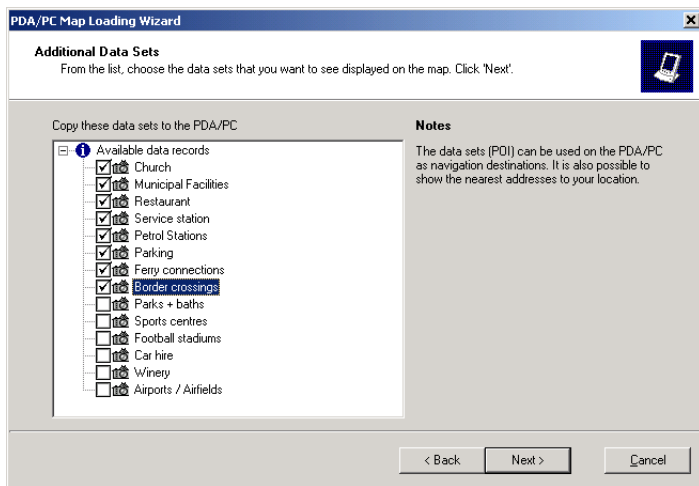 PDA/PC Map Loading Wizard
Additional Data Sets
From the list, choose the data sets that you want to see displayed on the map. Click 'Next'.
Copy these data sets to the PDA/PC
Available data records
Church
Municipal Facilities
Restaurant
Service station
Petrol Stations
Parking
Ferry connections
Border crossings
Parks + baths
Sports centres
Football stadiums
Car hire
Winery
Airports / Airfields
Notes
The data sets (POI) can be used on the PDA/PC
as navigation destinations. It is also possible to
show the nearest addresses to your location.
< Back
Next >
Cancel